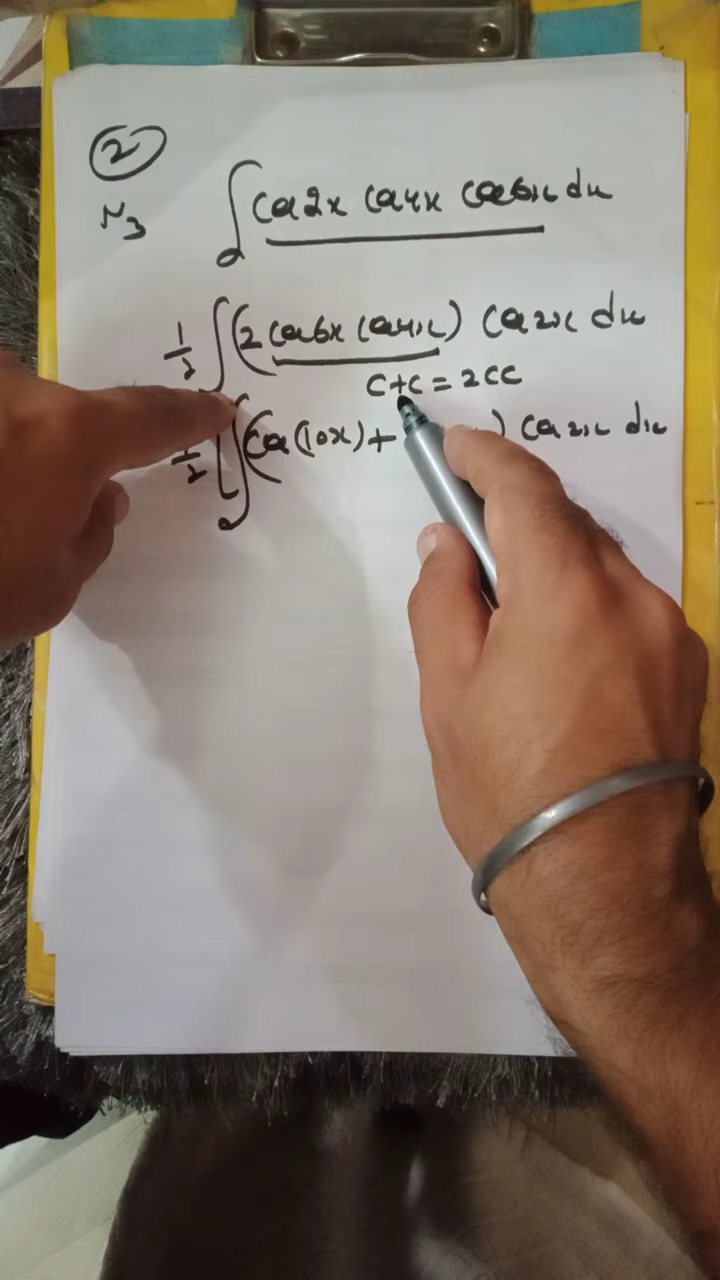 ②
N3 ∫ cos2x cos4x cos6x dx
1/2 ∫ (2 cos6x cos4x) cos2x dx
C+C = 2CC
1/2 ∫ (cos(10x) + ) cos2x dx